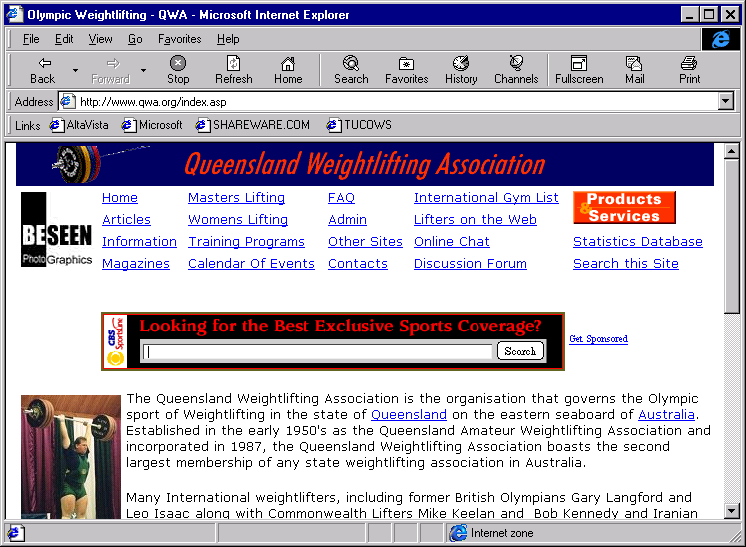 Olympic Weightlifting - QWA - Microsoft Internet Explorer
File Edit View Go Favorites Help
Back Forward Stop Refresh Home Search Favorites History Channels Fullscreen Mail Print
Address http://www.qwa.org/index.asp
Links AltaVista Microsoft SHAREWARE.COM TUCOWS
Queensland Weightlifting Association
BESEEN
PhotoGraphics
Home Masters Lifting FAQ International Gym List Products & Services
Articles Womens Lifting Admin Lifters on the Web
Information Training Programs Other Sites Online Chat Statistics Database
Magazines Calendar Of Events Contacts Discussion Forum Search this Site
CBS SportsLine
Looking for the Best Exclusive Sports Coverage?
Search
Get Sponsored
The Queensland Weightlifting Association is the organisation that governs the Olympic
sport of Weightlifting in the state of Queensland on the eastern seaboard of Australia.
Established in the early 1950's as the Queensland Amateur Weightlifting Association and
incorporated in 1987, the Queensland Weightlifting Association boasts the second
largest membership of any state weightlifting association in Australia.
Many International weightlifters, including former British Olympians Gary Langford and
Leo Isaac along with Commonwealth Lifters Mike Keelan and Bob Kennedy and Iranian
Internet zone